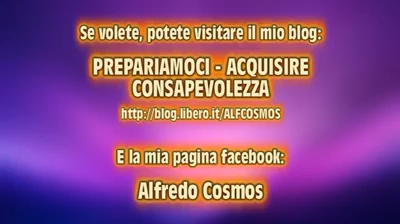 Se volete, potete visitare il mio blog:
PREPARIAMOCI - ACQUISIRE
CONSAPEVOLEZZA
http://blog.libero.it/ALFCOSMOS
E la mia pagina facebook:
Alfredo Cosmos